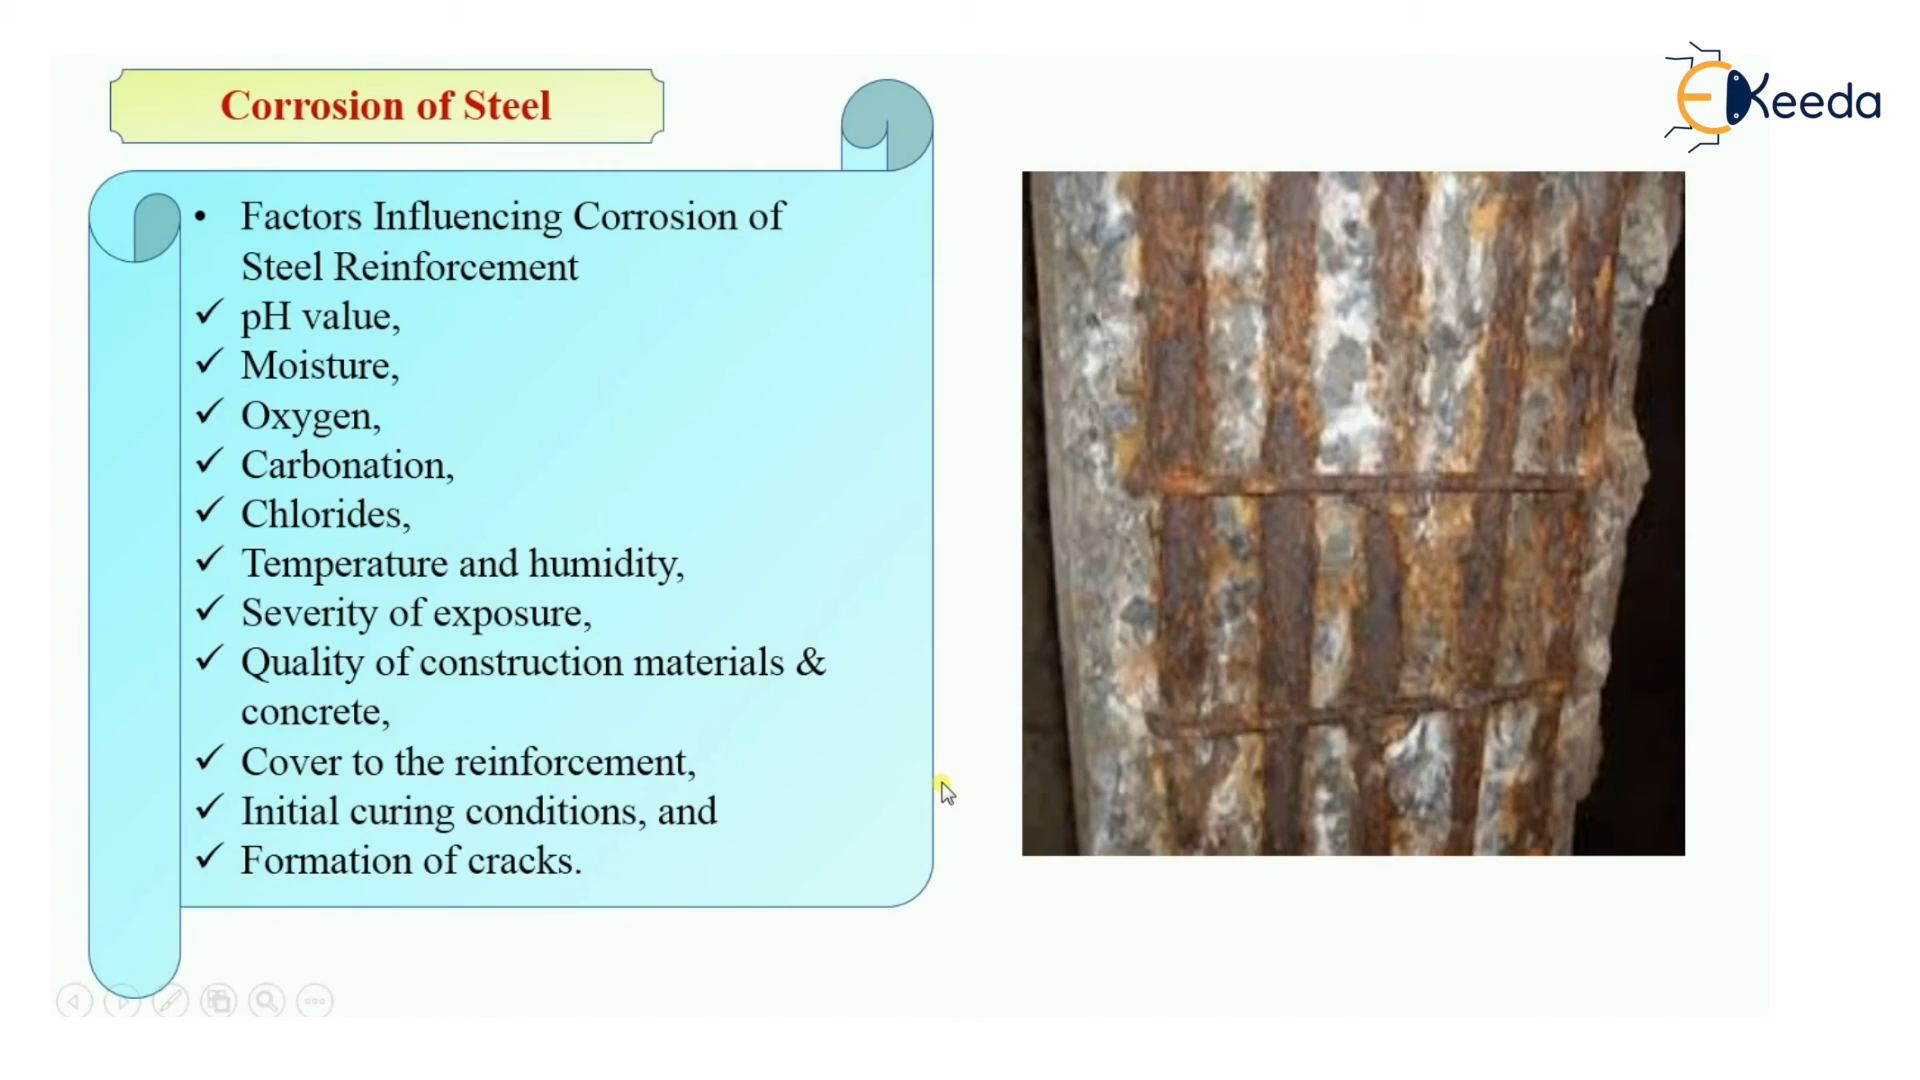 Corrosion of Steel
EKeeda
• Factors Influencing Corrosion of
Steel Reinforcement
✓ pH value,
✓ Moisture,
✓ Oxygen,
✓ Carbonation,
✓ Chlorides,
✓ Temperature and humidity,
✓ Severity of exposure,
✓ Quality of construction materials &
concrete,
✓ Cover to the reinforcement,
✓ Initial curing conditions, and
✓ Formation of cracks.